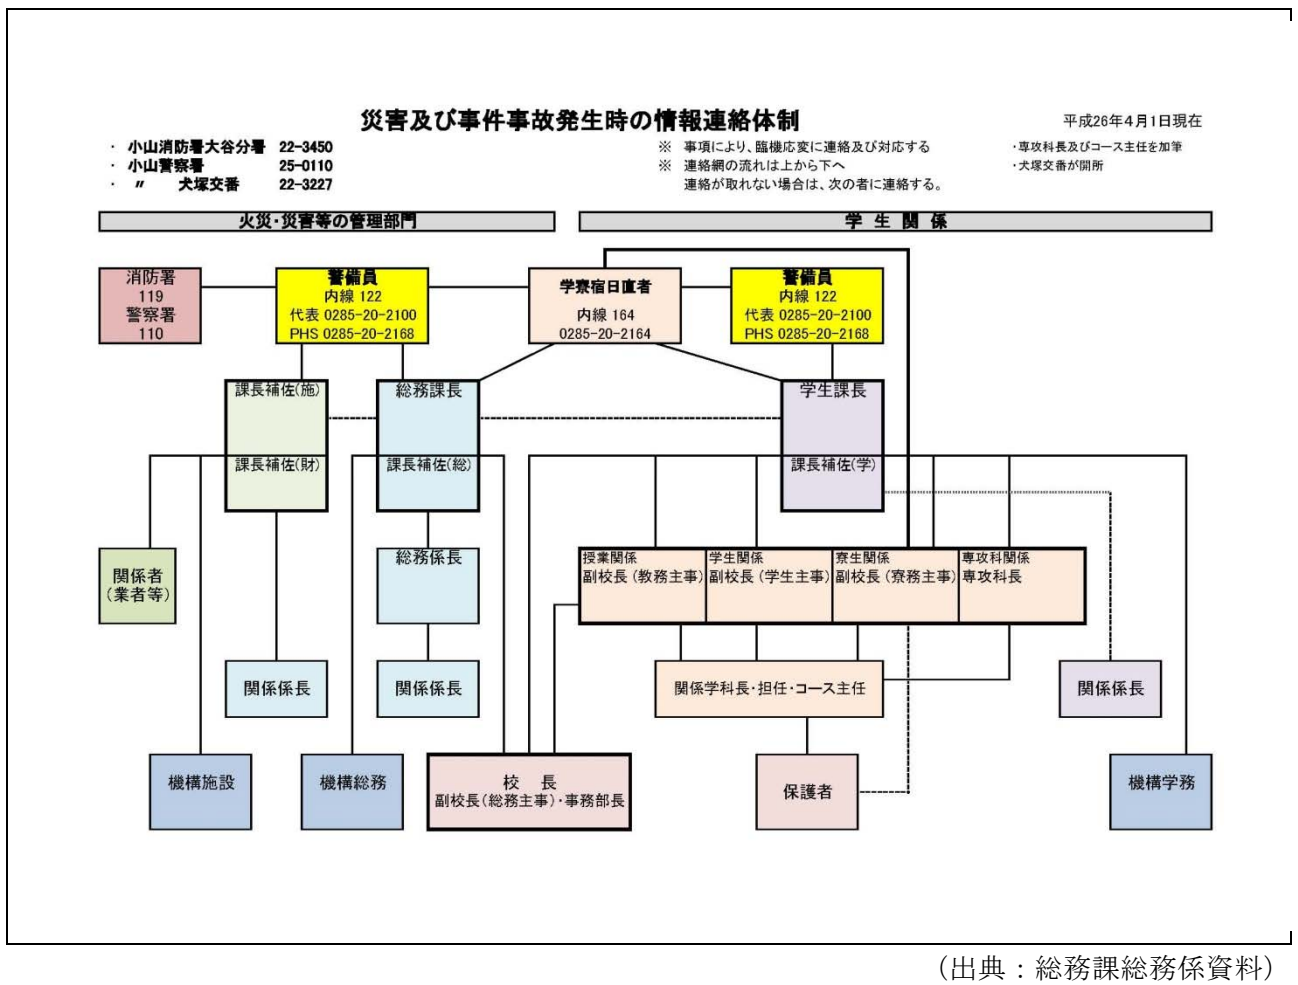 災害及び事件事故発生時の情報連絡体制
平成26年4月1日現在
・ 小山消防署大谷分署 22-3450
・ 小山警察署 25-0110
・ 〃 犬塚交番 22-3227
※ 事項により、臨機応変に連絡及び対応する
※ 連絡網の流れは上から下へ
連絡が取れない場合は、次の者に連絡する。
・専攻科長及びコース主任を加筆
・犬塚交番が開所
火災・災害等の管理部門
学 生 関 係
消防署
119
警察署
110
警備員
内線 122
代表 0285-20-2100
PHS 0285-20-2168
学寮宿日直者
内線 164
0285-20-2164
警備員
内線 122
代表 0285-20-2100
PHS 0285-20-2168
課長補佐(施)
課長補佐(財)
総務課長
課長補佐(総)
学生課長
課長補佐(学)
関係者
(業者等)
総務係長
授業関係
副校長(教務主事)
学生関係
副校長(学生主事)
寮生関係
副校長(寮務主事)
専攻科関係
専攻科長
関係係長
関係係長
関係学科長・担任・コース主任
関係係長
機構施設
機構総務
校 長
副校長(総務主事)・事務部長
保護者
機構学務
(出典:総務課総務係資料)